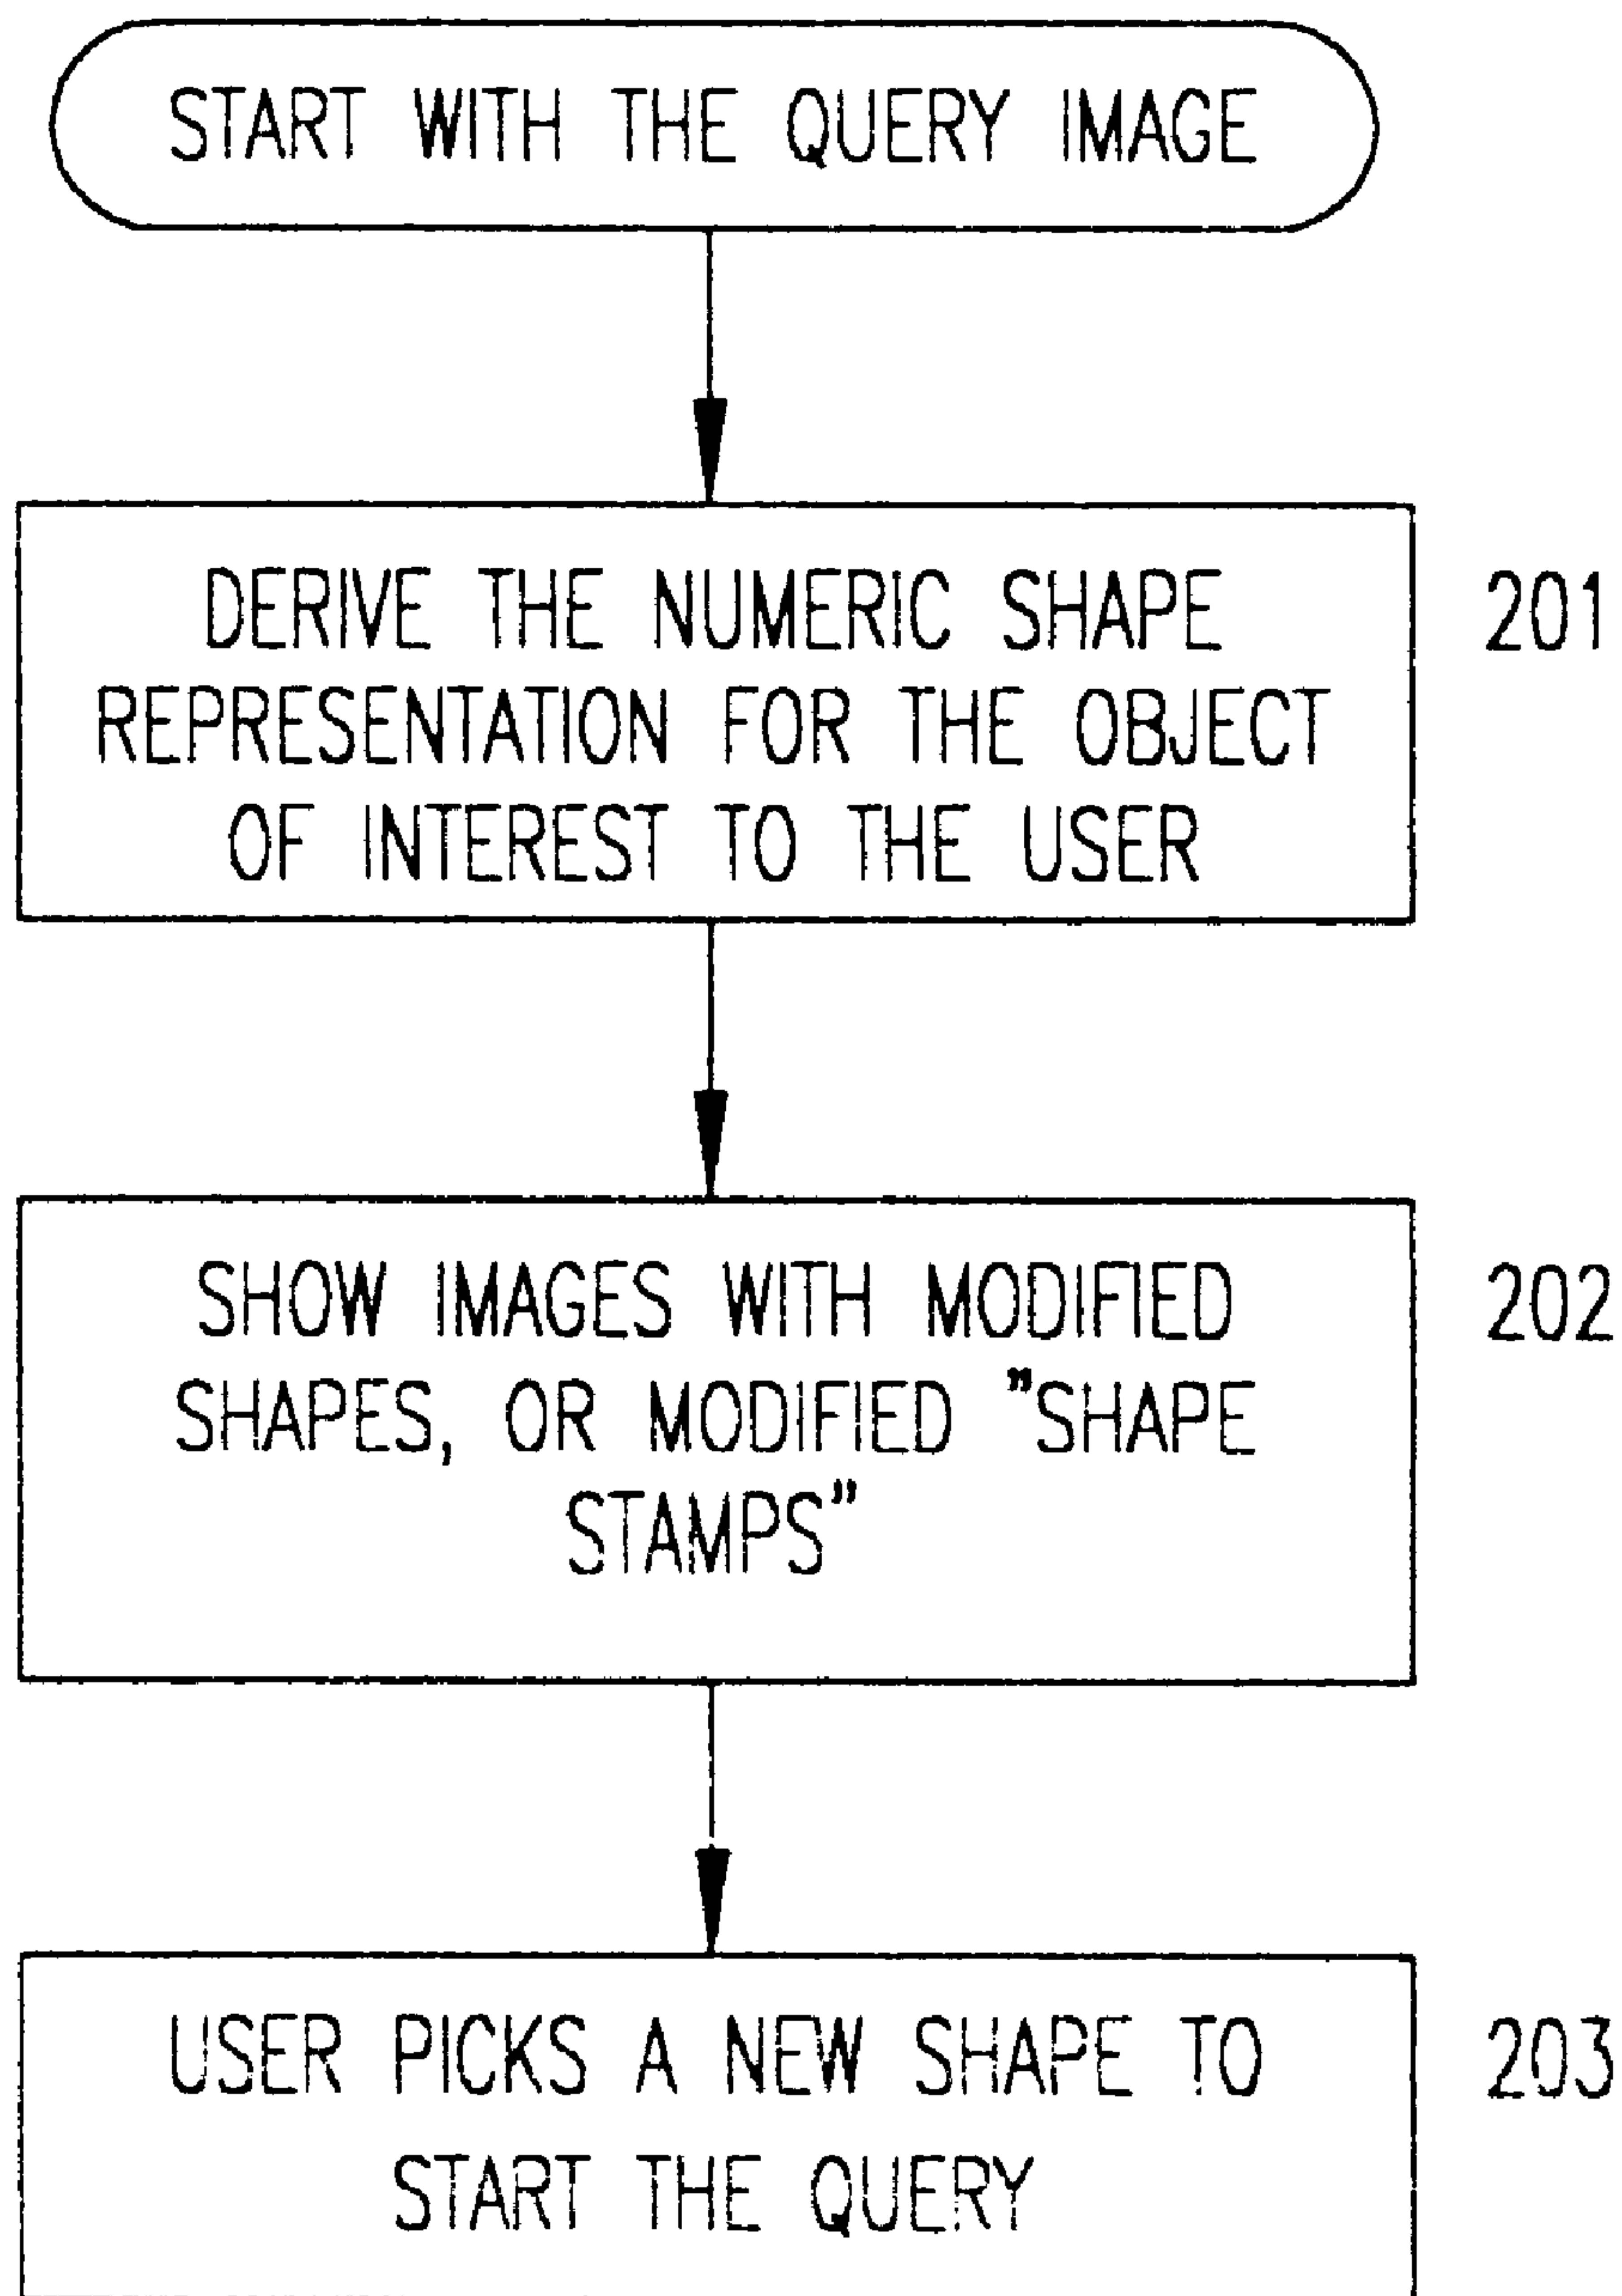 START WITH THE QUERY IMAGE
DERIVE THE NUMERIC SHAPE
REPRESENTATION FOR THE OBJECT
OF INTEREST TO THE USER
201
SHOW IMAGES WITH MODIFIED
SHAPES, OR MODIFIED "SHAPE
STAMPS"
202
USER PICKS A NEW SHAPE TO
START THE QUERY
203